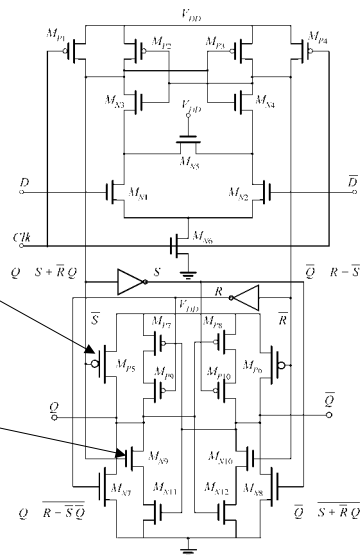 V_DD
M_P1 M_P2 M_P3 M_P4
M_N3 V_DD M_N4
M_N5
D M_N1 M_N2 D̅
Clk M_N6
Q S + R̅ Q S Q̅ R − S̅
R
V_DD
S̅ M_P7 M_P8 R̅
M_P5 M_P9 M_P10 M_P6
Q Q̅
M_N9 M_N10
M_N7 M_N11 M_N12 M_N8
Q R − S̅ Q̅ Q̅ S + R̅ Q